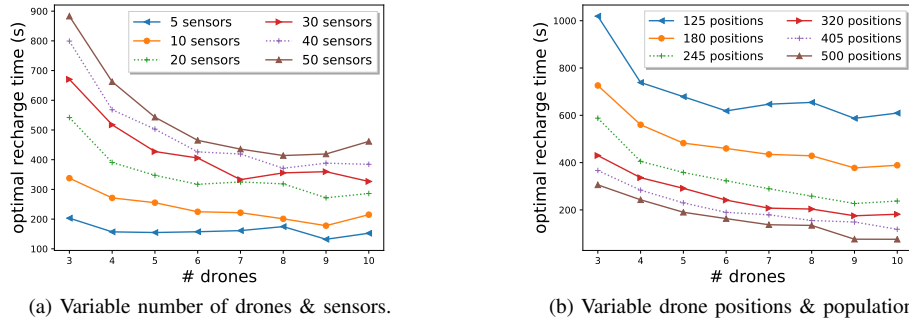 optimal recharge time (s)
900
800
700
600
500
400
300
200
100
5 sensors
10 sensors
20 sensors
30 sensors
40 sensors
50 sensors
3 4 5 6 7 8 9 10
# drones
(a) Variable number of drones & sensors.
optimal recharge time (s)
1000
800
600
400
200
125 positions
180 positions
245 positions
320 positions
405 positions
500 positions
3 4 5 6 7 8 9 10
# drones
(b) Variable drone positions & population